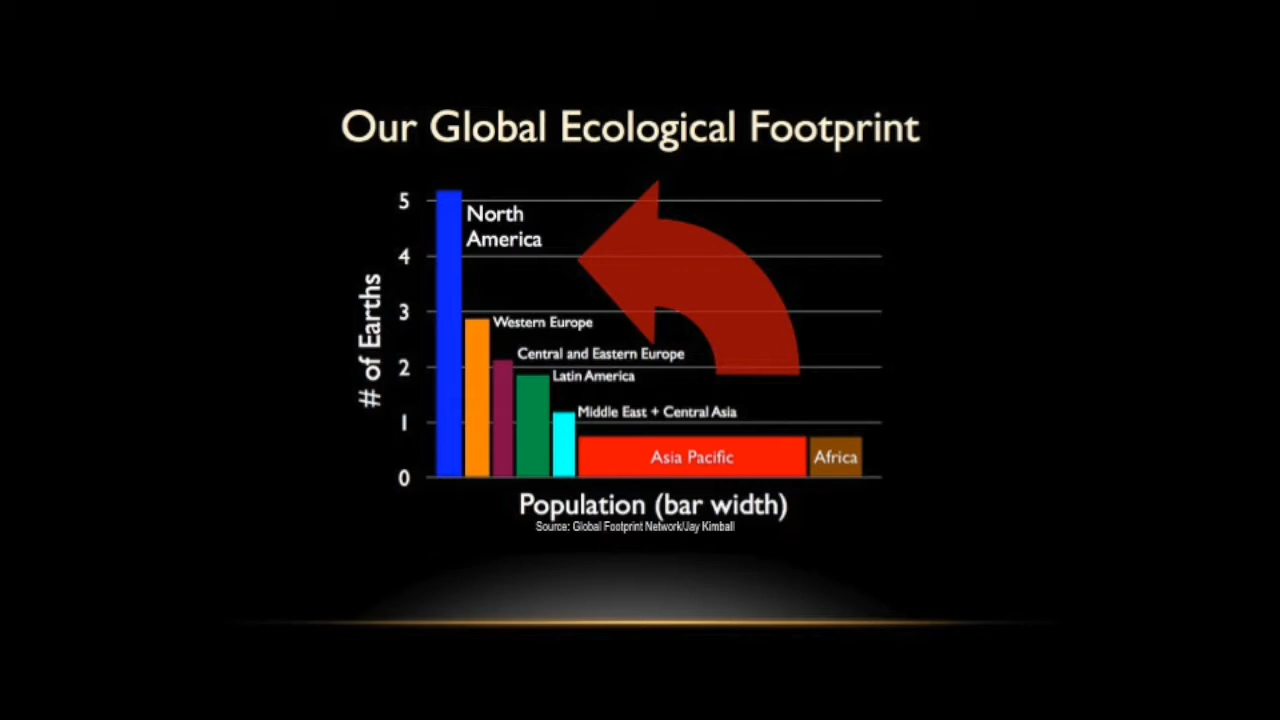 Our Global Ecological Footprint
5
North
America
4
# of Earths
3
Western Europe
Central and Eastern Europe
2
Latin America
Middle East + Central Asia
1
Asia Pacific
Africa
0
Population (bar width)
Source: Global Footprint Network/Jay Kimball